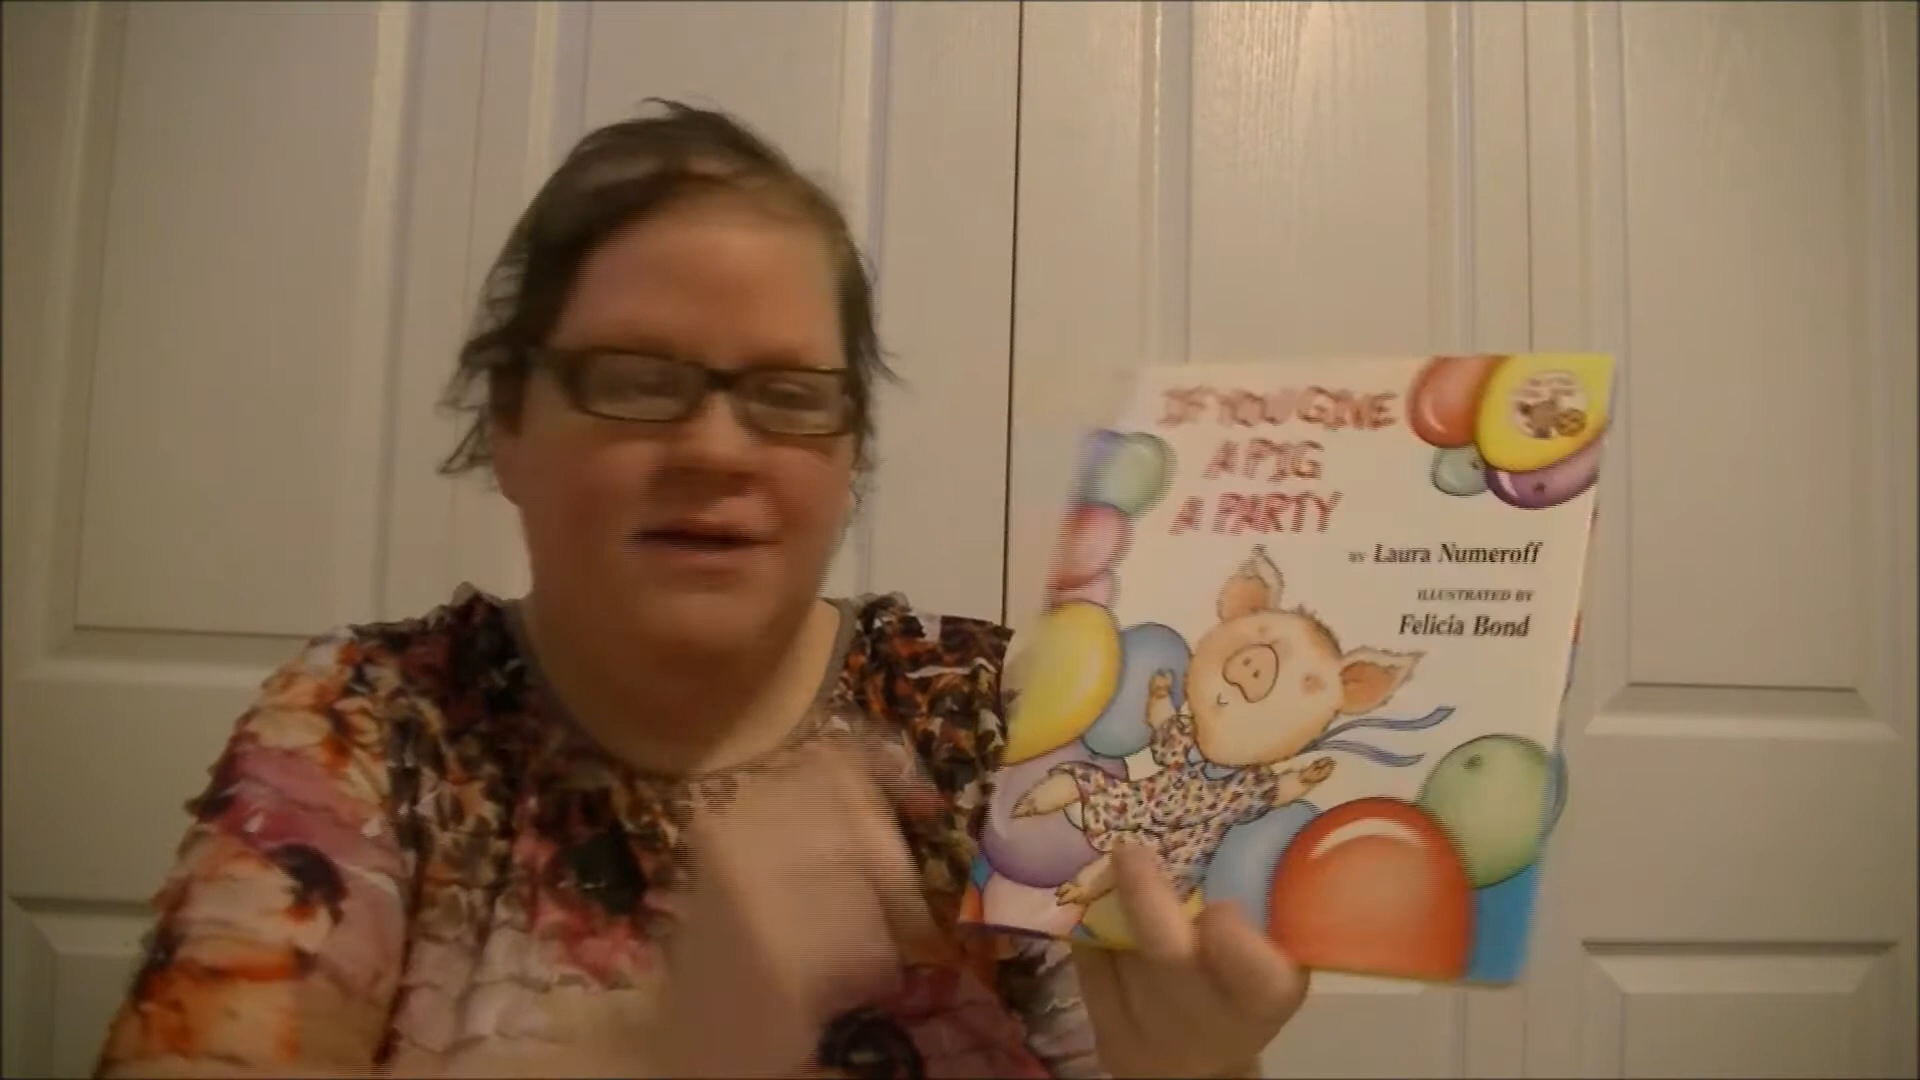 IF YOU GIVE
A PIG
A PARTY
BY Laura Numeroff
ILLUSTRATED BY
Felicia Bond